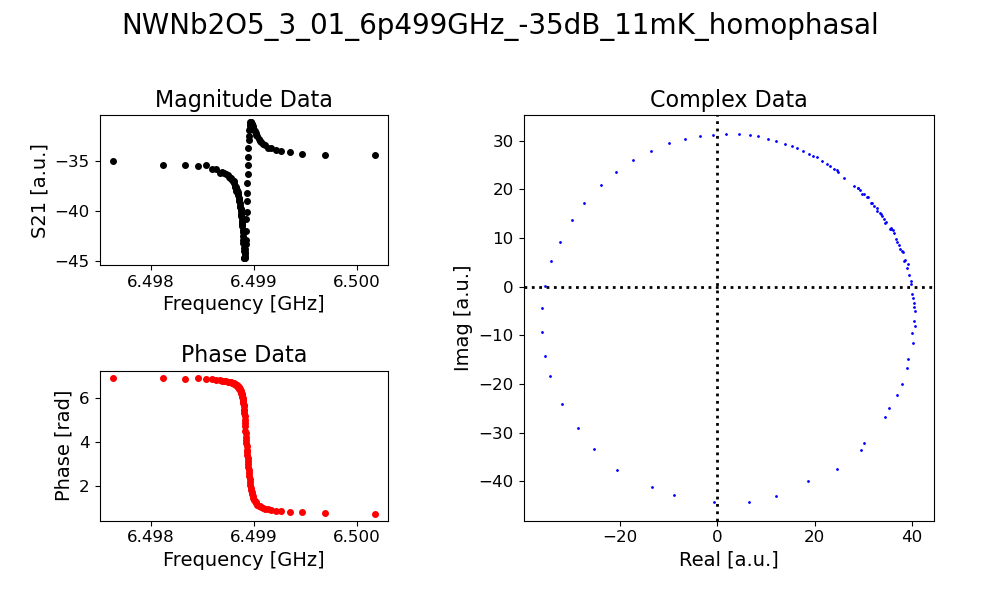 NWNb2O5_3_01_6p499GHz_-35dB_11mK_homophasal
Magnitude Data
S21 [a.u.]
−35
−40
−45
6.498 6.499 6.500
Frequency [GHz]
Phase Data
Phase [rad]
6
4
2
6.498 6.499 6.500
Frequency [GHz]
Complex Data
Imag [a.u.]
30
20
10
0
−10
−20
−30
−40
−20 0 20 40
Real [a.u.]